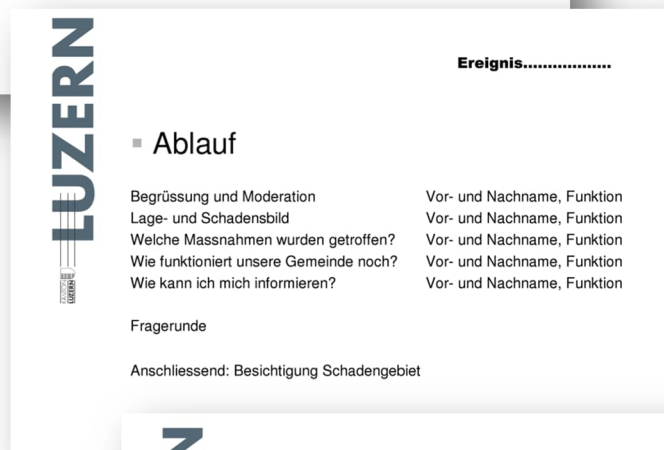 LUZERN
KANTON
LUZERN
Ereignis..................
Ablauf
Begrüssung und Moderation Vor- und Nachname, Funktion
Lage- und Schadensbild Vor- und Nachname, Funktion
Welche Massnahmen wurden getroffen? Vor- und Nachname, Funktion
Wie funktioniert unsere Gemeinde noch? Vor- und Nachname, Funktion
Wie kann ich mich informieren? Vor- und Nachname, Funktion
Fragerunde
Anschliessend: Besichtigung Schadengebiet
N